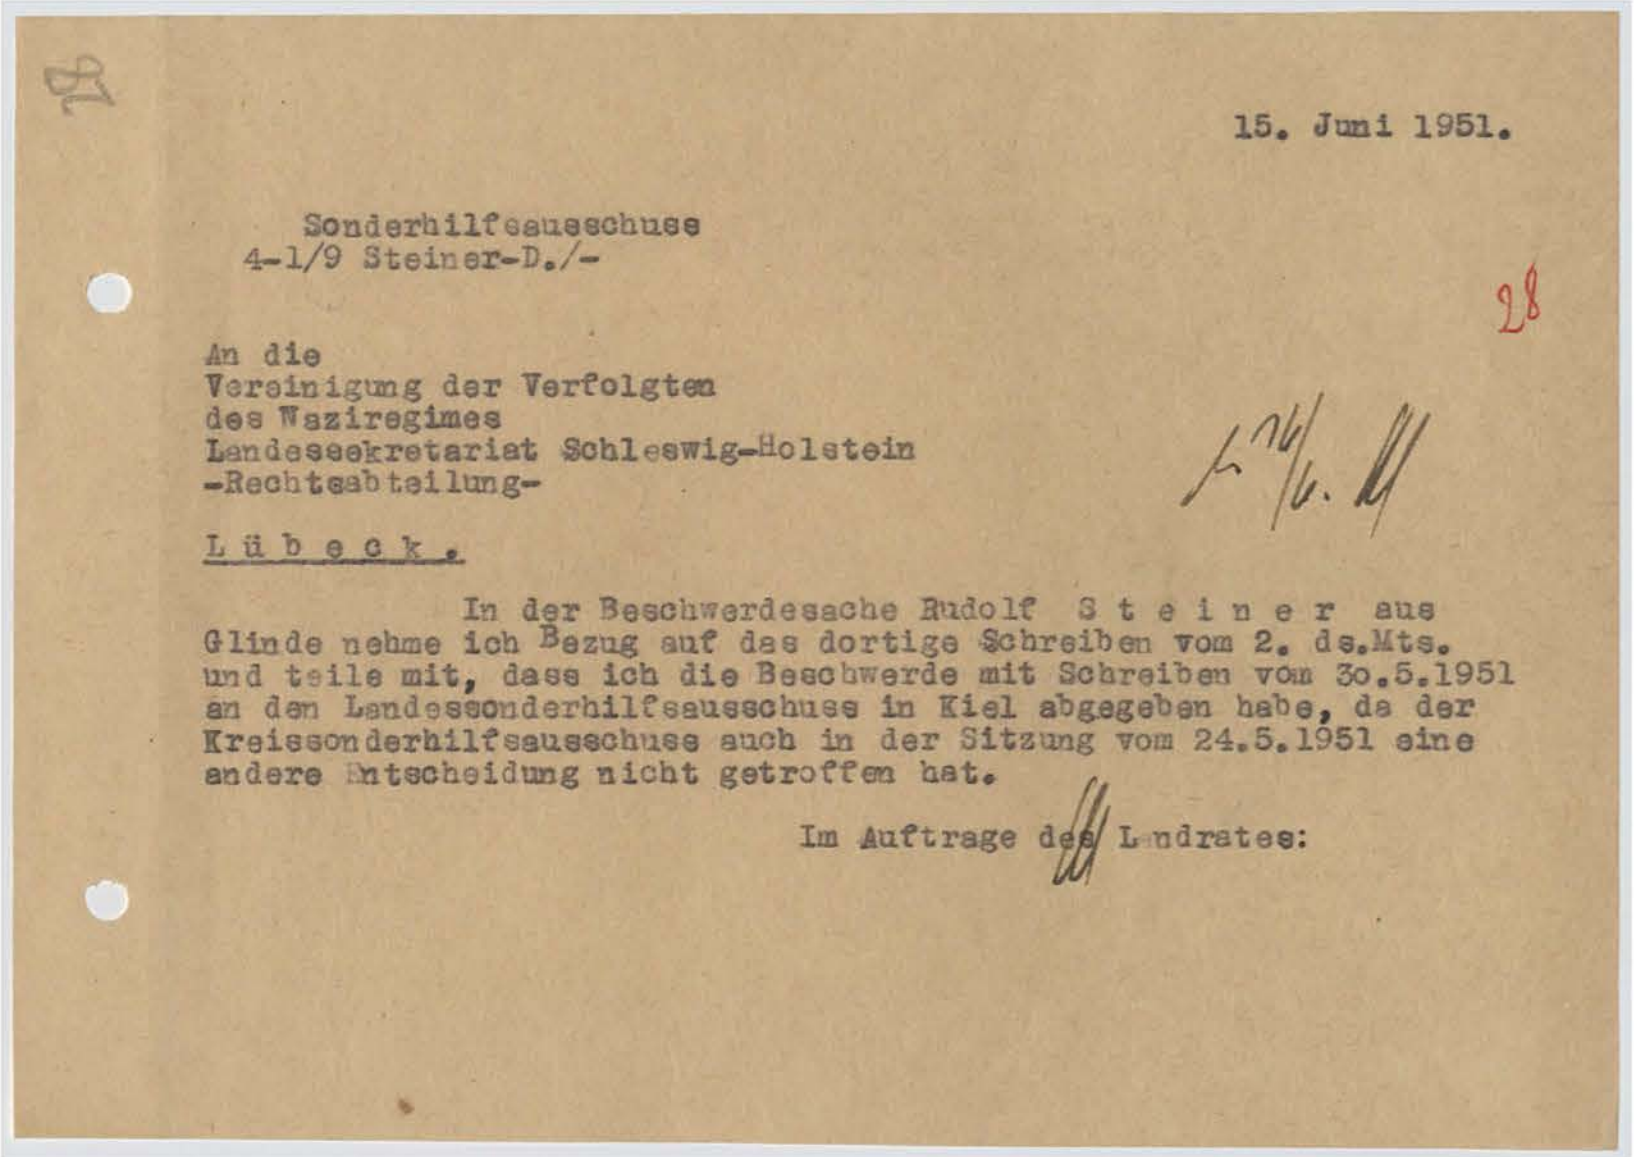 15. Juni 1951.
Sonderhilfsausschuss
4-1/9 Steiner-D./-
28
An die
Vereinigung der Verfolgten
des Naziregimes
Landessekretariat Schleswig-Holstein
-Rechtsabteilung-
L ü b e c k .
In der Beschwerdesache Rudolf S t e i n e r aus
Glinde nehme ich Bezug auf das dortige Schreiben vom 2. ds.Mts.
und teile mit, dass ich die Beschwerde mit Schreiben vom 30.5.1951
an den Landessonderhilfsausschuss in Kiel abgegeben habe, da der
Kreissonderhilfsausschuss auch in der Sitzung vom 24.5.1951 eine
andere Entscheidung nicht getroffen hat.
Im Auftrage des Landrates: